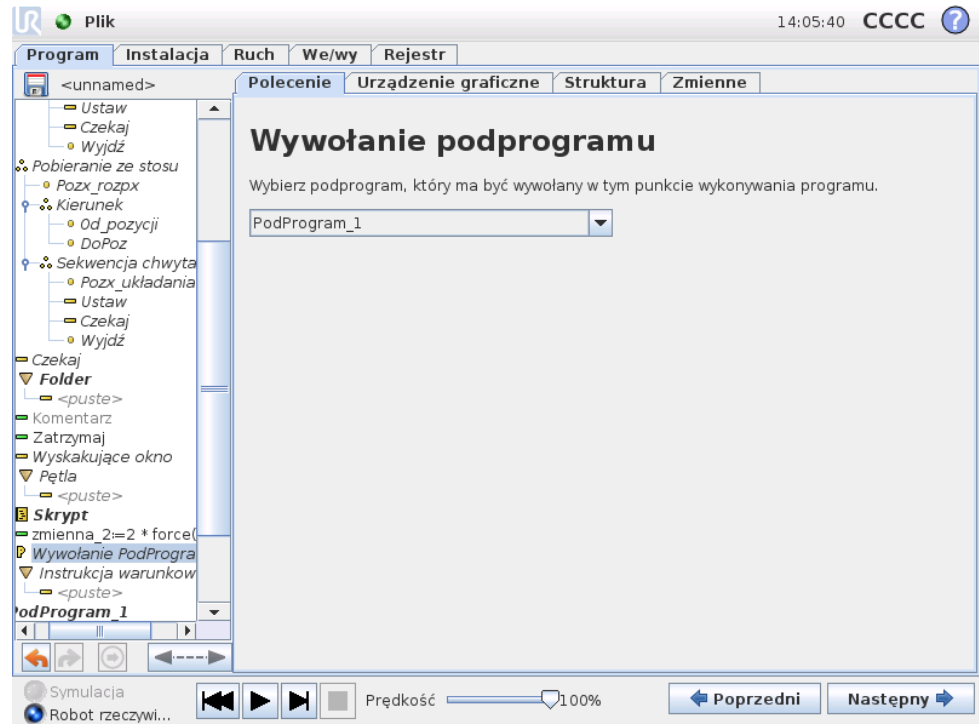 UR Plik 14:05:40 CCCC ?
Program Instalacja Ruch We/wy Rejestr
<unnamed>
Polecenie Urządzenie graficzne Struktura Zmienne
Ustaw
Czekaj
Wyjdź
Pobieranie ze stosu
Pozx_rozpx
Kierunek
Od_pozycji
DoPoz
Sekwencja chwyta
Pozx_układania
Ustaw
Czekaj
Wyjdź
Czekaj
Folder
<puste>
Komentarz
Zatrzymaj
Wyskakujące okno
Pętla
<puste>
Skrypt
zmienna_2:=2 * force(
P Wywołanie PodProgra
Instrukcja warunkow
<puste>
PodProgram_1
Wywołanie podprogramu
Wybierz podprogram, który ma być wywołany w tym punkcie wykonywania programu.
PodProgram_1
Symulacja
Robot rzeczywi...
Prędkość 100%
Poprzedni
Następny